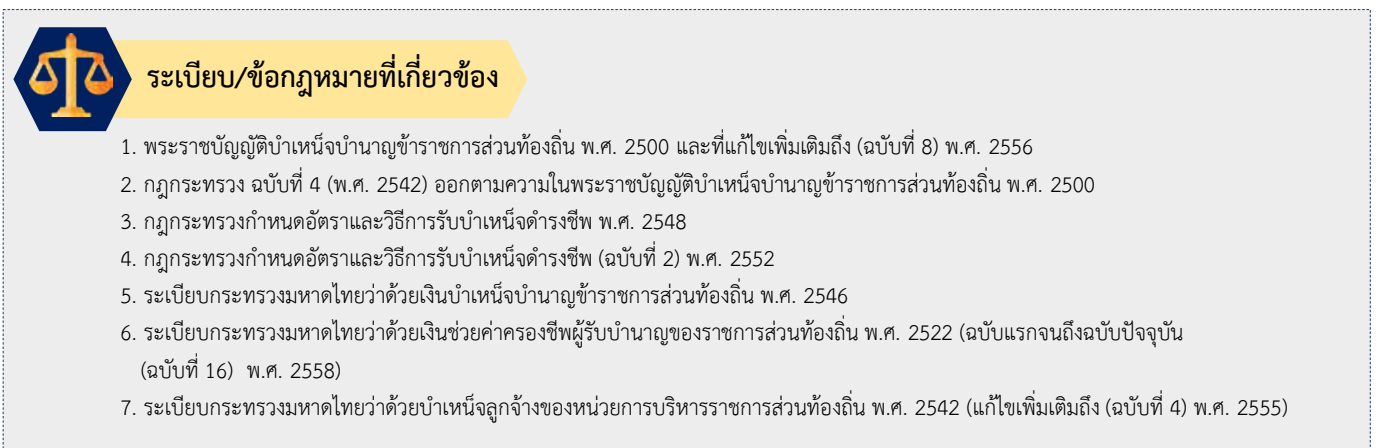 ระเบียบ/ข้อกฎหมายที่เกี่ยวข้อง
1. พระราชบัญญัติบำเหน็จบำนาญข้าราชการส่วนท้องถิ่น พ.ศ. 2500 และที่แก้ไขเพิ่มเติมถึง (ฉบับที่ 8) พ.ศ. 2556
2. กฎกระทรวง ฉบับที่ 4 (พ.ศ. 2542) ออกตามความในพระราชบัญญัติบำเหน็จบำนาญข้าราชการส่วนท้องถิ่น พ.ศ. 2500
3. กฎกระทรวงกำหนดอัตราและวิธีการรับบำเหน็จดำรงชีพ พ.ศ. 2548
4. กฎกระทรวงกำหนดอัตราและวิธีการรับบำเหน็จดำรงชีพ (ฉบับที่ 2) พ.ศ. 2552
5. ระเบียบกระทรวงมหาดไทยว่าด้วยเงินบำเหน็จบำนาญข้าราชการส่วนท้องถิ่น พ.ศ. 2546
6. ระเบียบกระทรวงมหาดไทยว่าด้วยเงินช่วยค่าครองชีพผู้รับบำนาญของราชการส่วนท้องถิ่น พ.ศ. 2522 (ฉบับแรกจนถึงฉบับปัจจุบัน
(ฉบับที่ 16) พ.ศ. 2558)
7. ระเบียบกระทรวงมหาดไทยว่าด้วยบำเหน็จลูกจ้างของหน่วยการบริหารราชการส่วนท้องถิ่น พ.ศ. 2542 (แก้ไขเพิ่มเติมถึง (ฉบับที่ 4) พ.ศ. 2555)